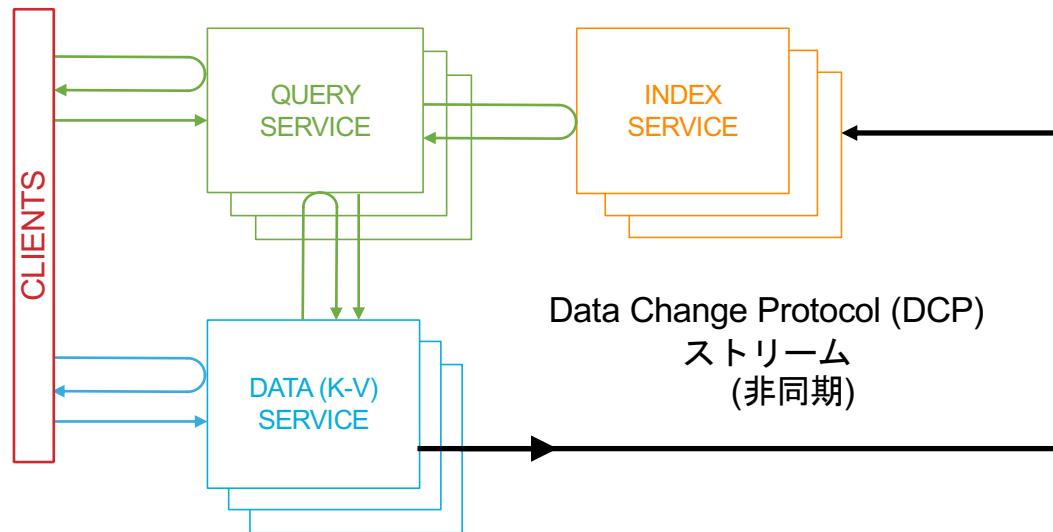 CLIENTS
QUERY
SERVICE
INDEX
SERVICE
DATA (K-V)
SERVICE
Data Change Protocol (DCP)
ストリーム
(非同期)